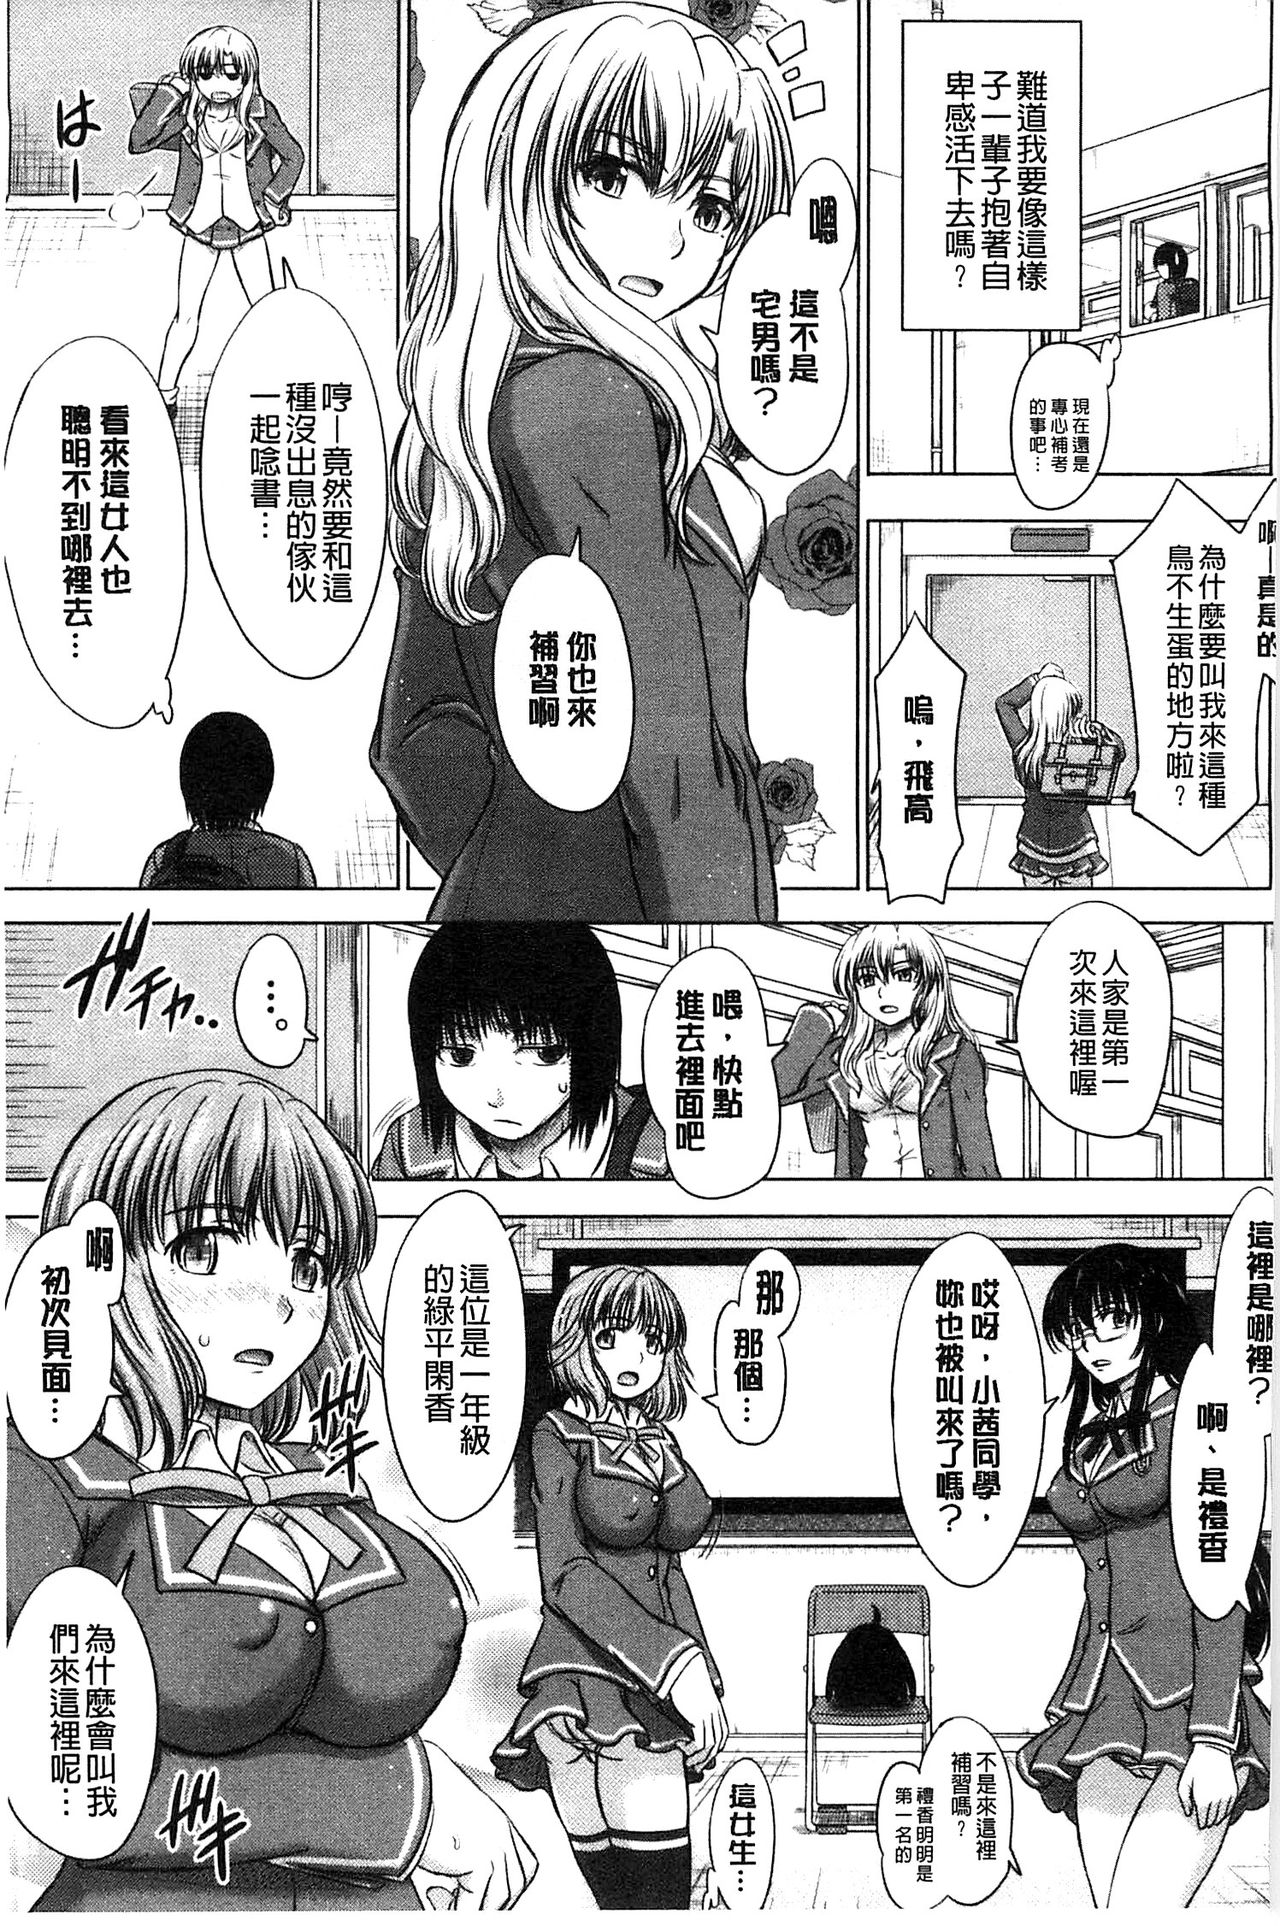 難道我要像這樣
子一輩子抱著自
卑感活下去嗎？
現在還是
專心補考
的事吧…
啊—真是的
為什麼要叫我來這種
鳥不生蛋的地方啦？
嗚，飛高
嗯
這不是
宅男嗎？
你也來
補習啊
はーー
哼—竟然要和這
種沒出息的傢伙
一起唸書…
看來這女人也
聰明不到哪裡去…
人家是第一
次來這裡喔
喂，快點
進去裡面吧
…。
ガチャ..
這裡是哪裡？
啊、是禮香
哎呀，小茜同學，
妳也被叫來了嗎？
不是來這裡
補習嗎？
禮香明明是
第一名的
那
那個…
這女生…
這位是一年級
的綠平閑香
ドキ
啊
初次見面…
為什麼會叫我
們來這裡呢…
ドキ